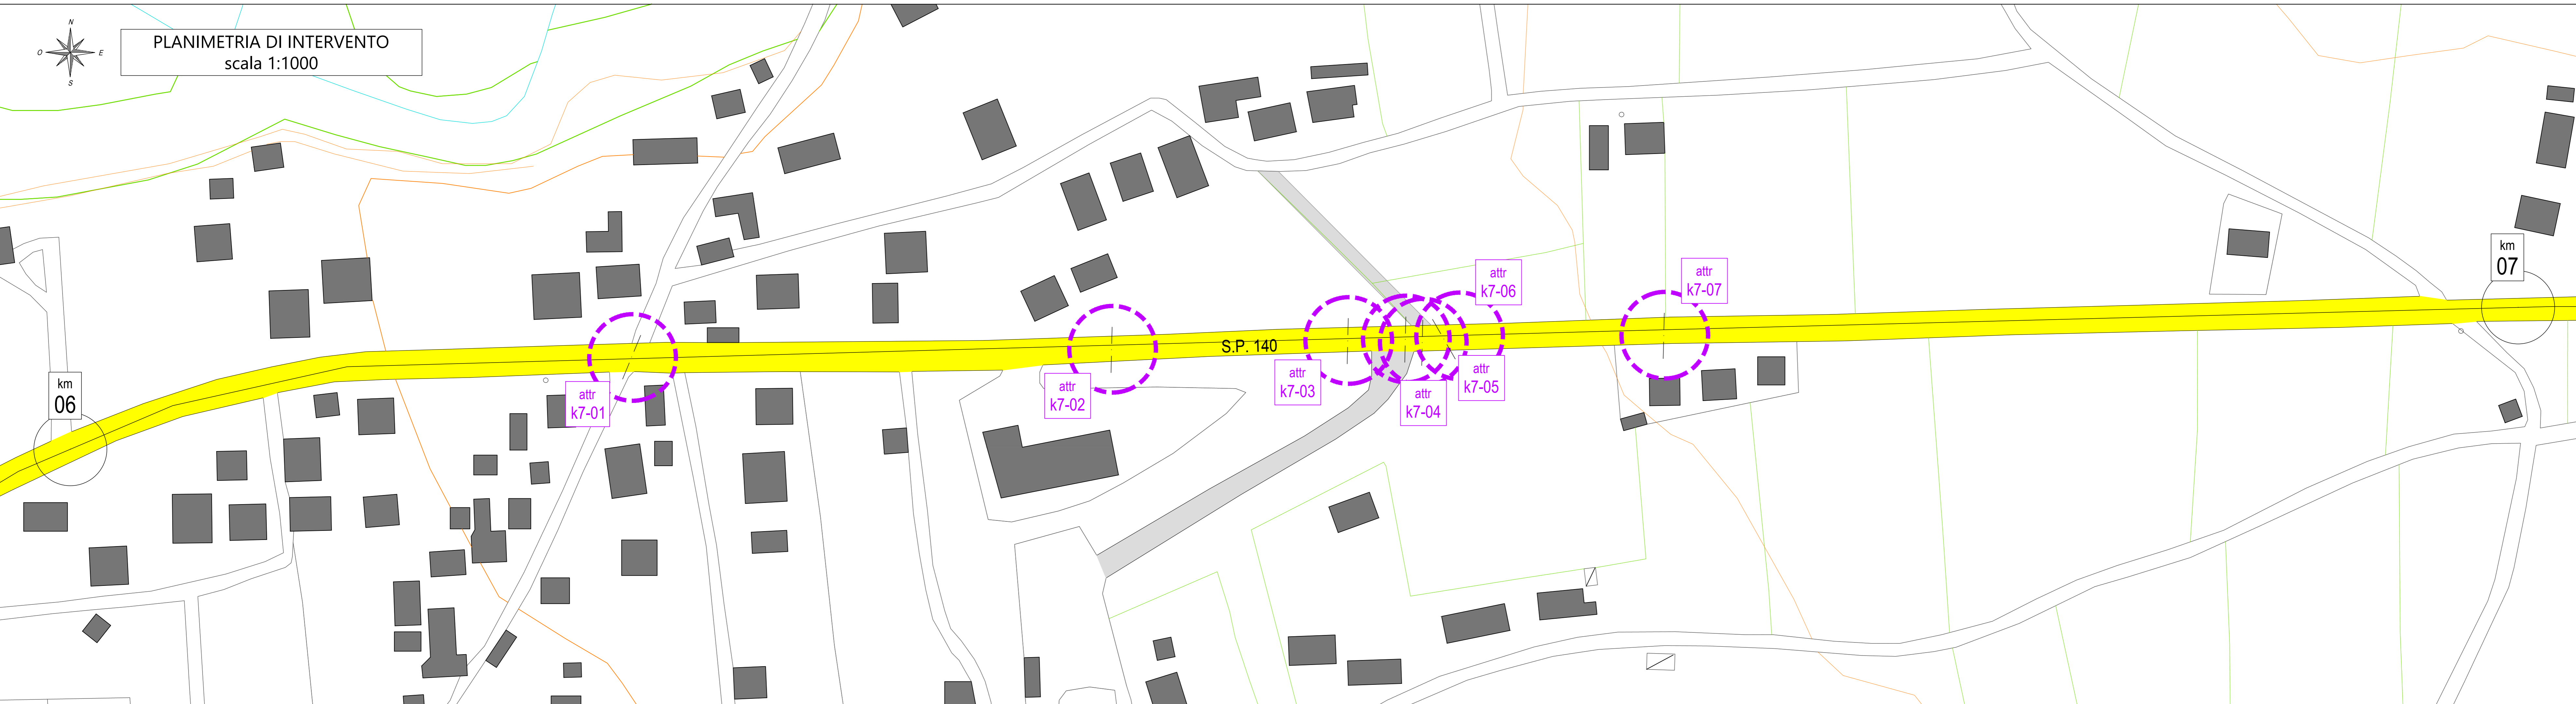 N
O
E
S
PLANIMETRIA DI INTERVENTO
scala 1:1000
km
06
attr
k7-01
attr
k7-02
S.P. 140
attr
k7-03
attr
k7-04
attr
k7-05
attr
k7-06
attr
k7-07
km
07